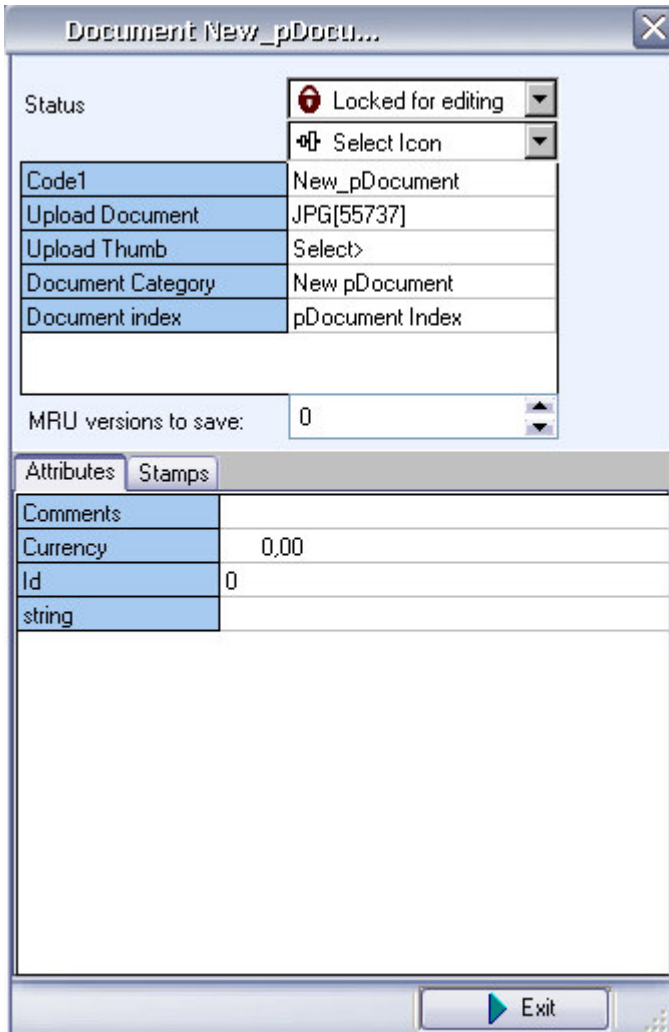 Document New_pDocu...
Status
Locked for editing
Select Icon
Code1 New_pDocument
Upload Document JPG[55737]
Upload Thumb Select>
Document Category New pDocument
Document index pDocument Index
MRU versions to save: 0
Attributes Stamps
Comments
Currency 0,00
Id 0
string
Exit